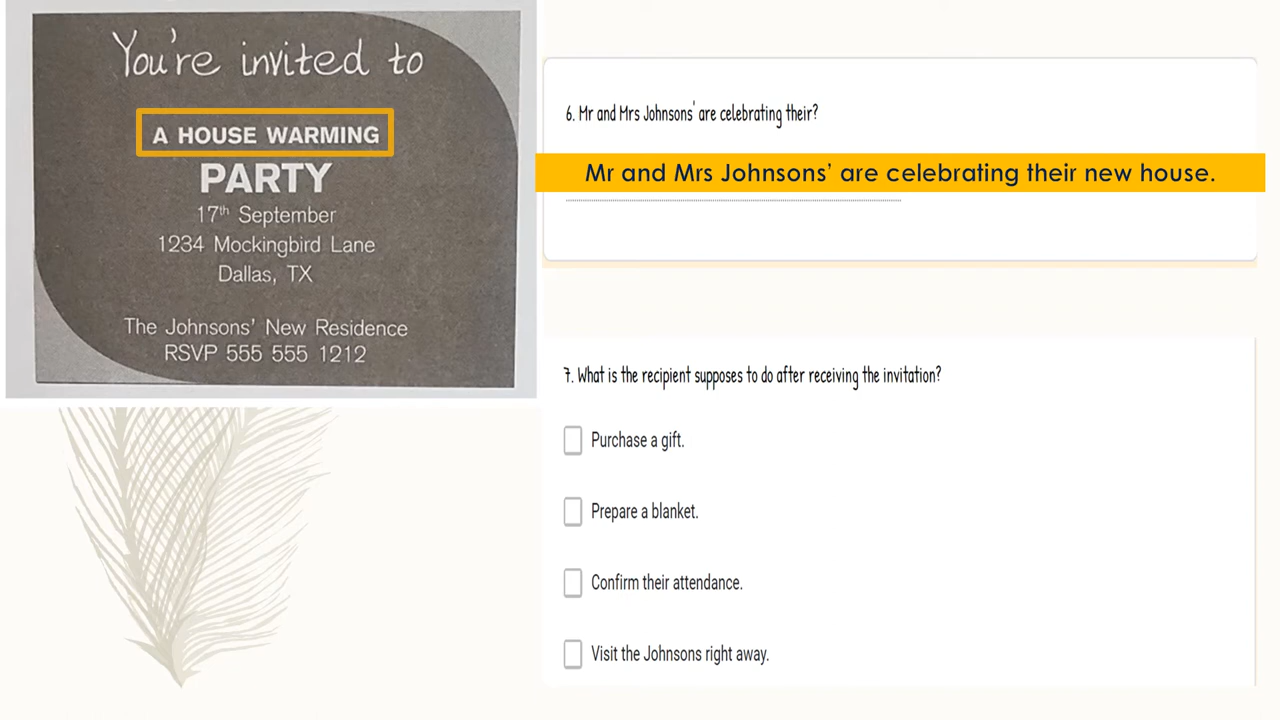 You're invited to
A HOUSE WARMING
PARTY
17th September
1234 Mockingbird Lane
Dallas, TX
The Johnsons' New Residence
RSVP 555 555 1212
6. Mr and Mrs Johnsons' are celebrating their?
Mr and Mrs Johnsons’ are celebrating their new house.
7. What is the recipient supposes to do after receiving the invitation?
Purchase a gift.
Prepare a blanket.
Confirm their attendance.
Visit the Johnsons right away.